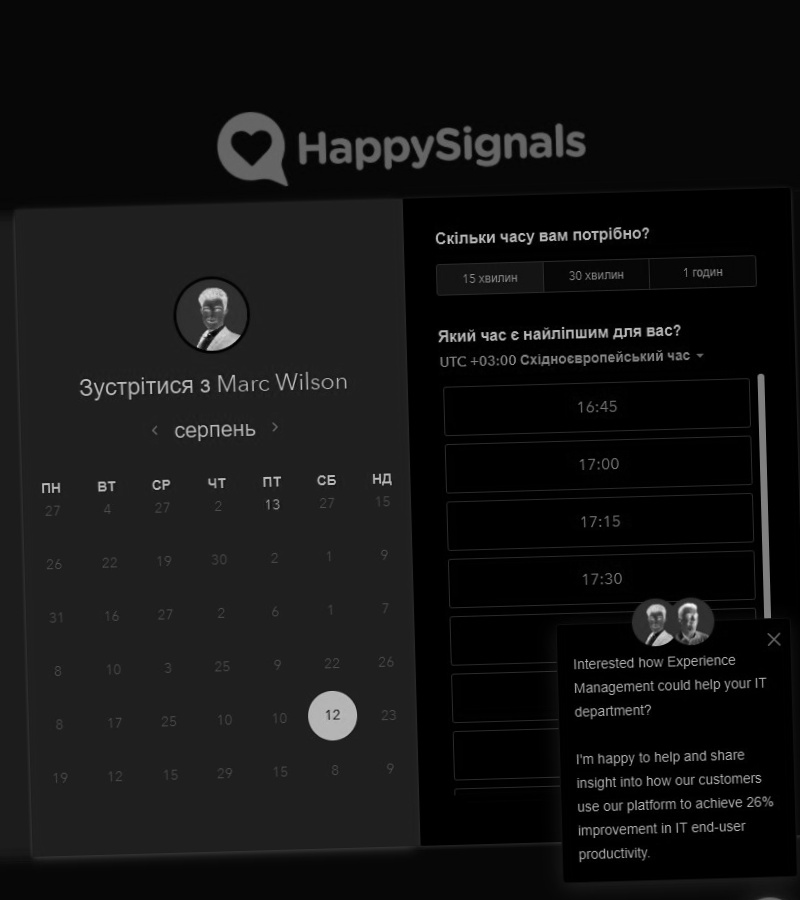 HappySignals
Зустрітися з Marc Wilson
серпень
ПН ВТ СР ЧТ ПТ СБ НД
27 4 27 2 13 27 15
26 22 19 30 2 1 9
31 16 27 2 6 1 7
8 10 3 25 9 22 26
8 17 25 10 10 12 23
19 12 15 29 15 8 9
Скільки часу вам потрібно?
15 хвилин 30 хвилин 1 годин
Який час є найліпшим для вас?
UTC +03:00 Східноєвропейський час
16:45
17:00
17:15
17:30
Interested how Experience
Management could help your IT
department?
I'm happy to help and share
insight into how our customers
use our platform to achieve 26%
improvement in IT end-user
productivity.